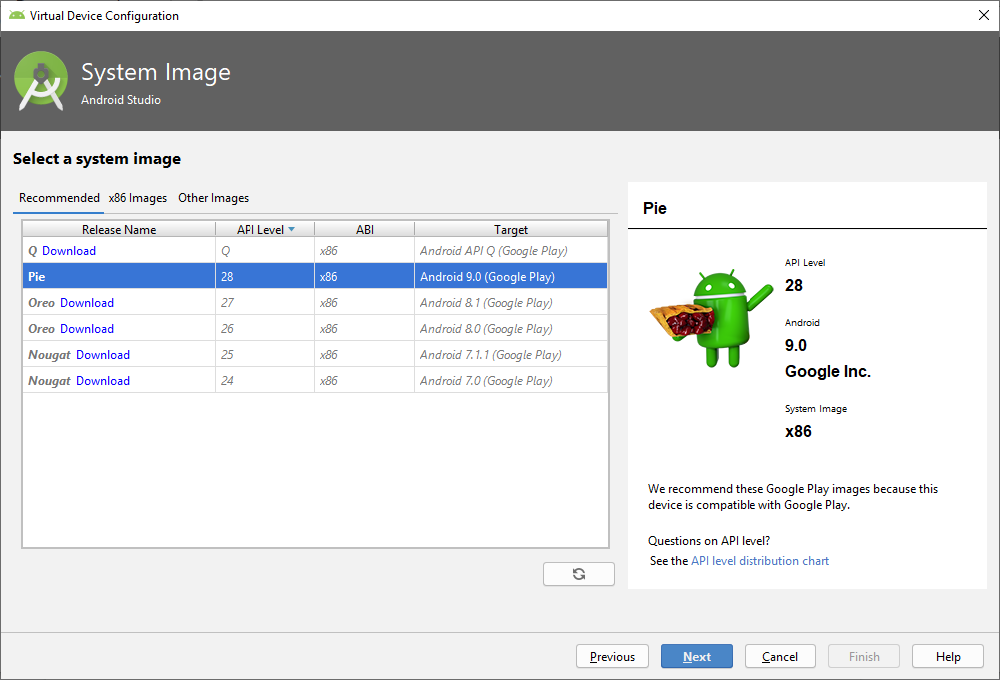 Virtual Device Configuration
System Image
Android Studio
Select a system image
Recommended x86 Images Other Images
Release Name API Level ABI Target
Q Download Q x86 Android API Q (Google Play)
Pie 28 x86 Android 9.0 (Google Play)
Oreo Download 27 x86 Android 8.1 (Google Play)
Oreo Download 26 x86 Android 8.0 (Google Play)
Nougat Download 25 x86 Android 7.1.1 (Google Play)
Nougat Download 24 x86 Android 7.0 (Google Play)
Pie
API Level
28
Android
9.0
Google Inc.
System Image
x86
We recommend these Google Play images because this
device is compatible with Google Play.
Questions on API level?
See the API level distribution chart
Previous Next Cancel Finish Help